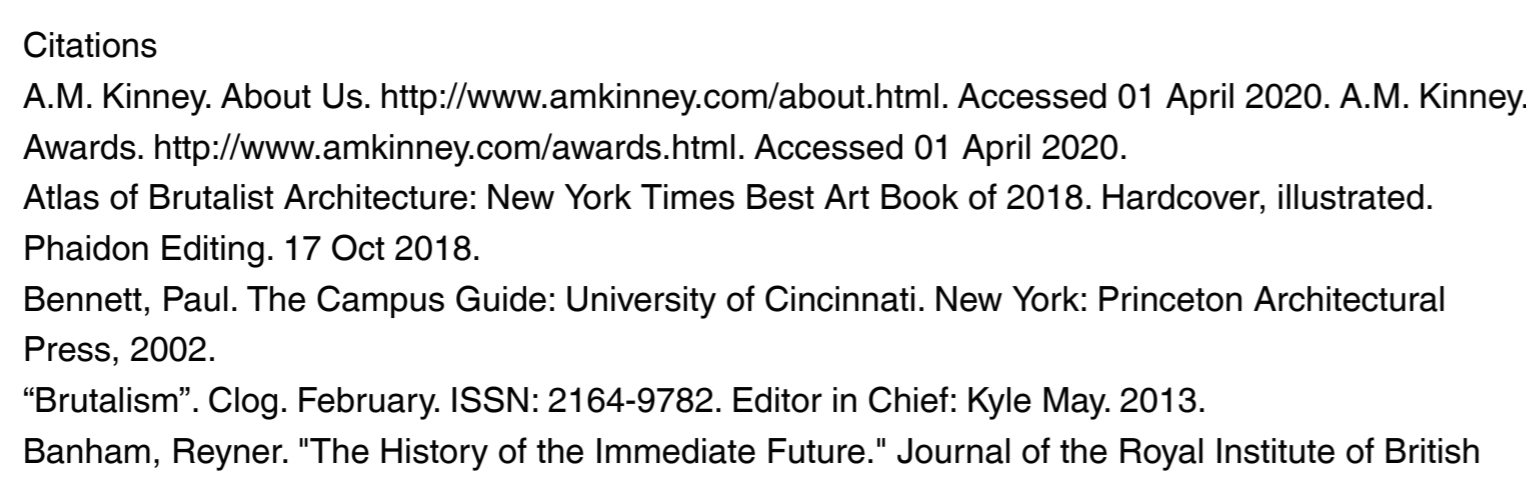 Citations
A.M. Kinney. About Us. http://www.amkinney.com/about.html. Accessed 01 April 2020. A.M. Kinney.
Awards. http://www.amkinney.com/awards.html. Accessed 01 April 2020.
Atlas of Brutalist Architecture: New York Times Best Art Book of 2018. Hardcover, illustrated.
Phaidon Editing. 17 Oct 2018.
Bennett, Paul. The Campus Guide: University of Cincinnati. New York: Princeton Architectural
Press, 2002.
“Brutalism”. Clog. February. ISSN: 2164-9782. Editor in Chief: Kyle May. 2013.
Banham, Reyner. "The History of the Immediate Future." Journal of the Royal Institute of British